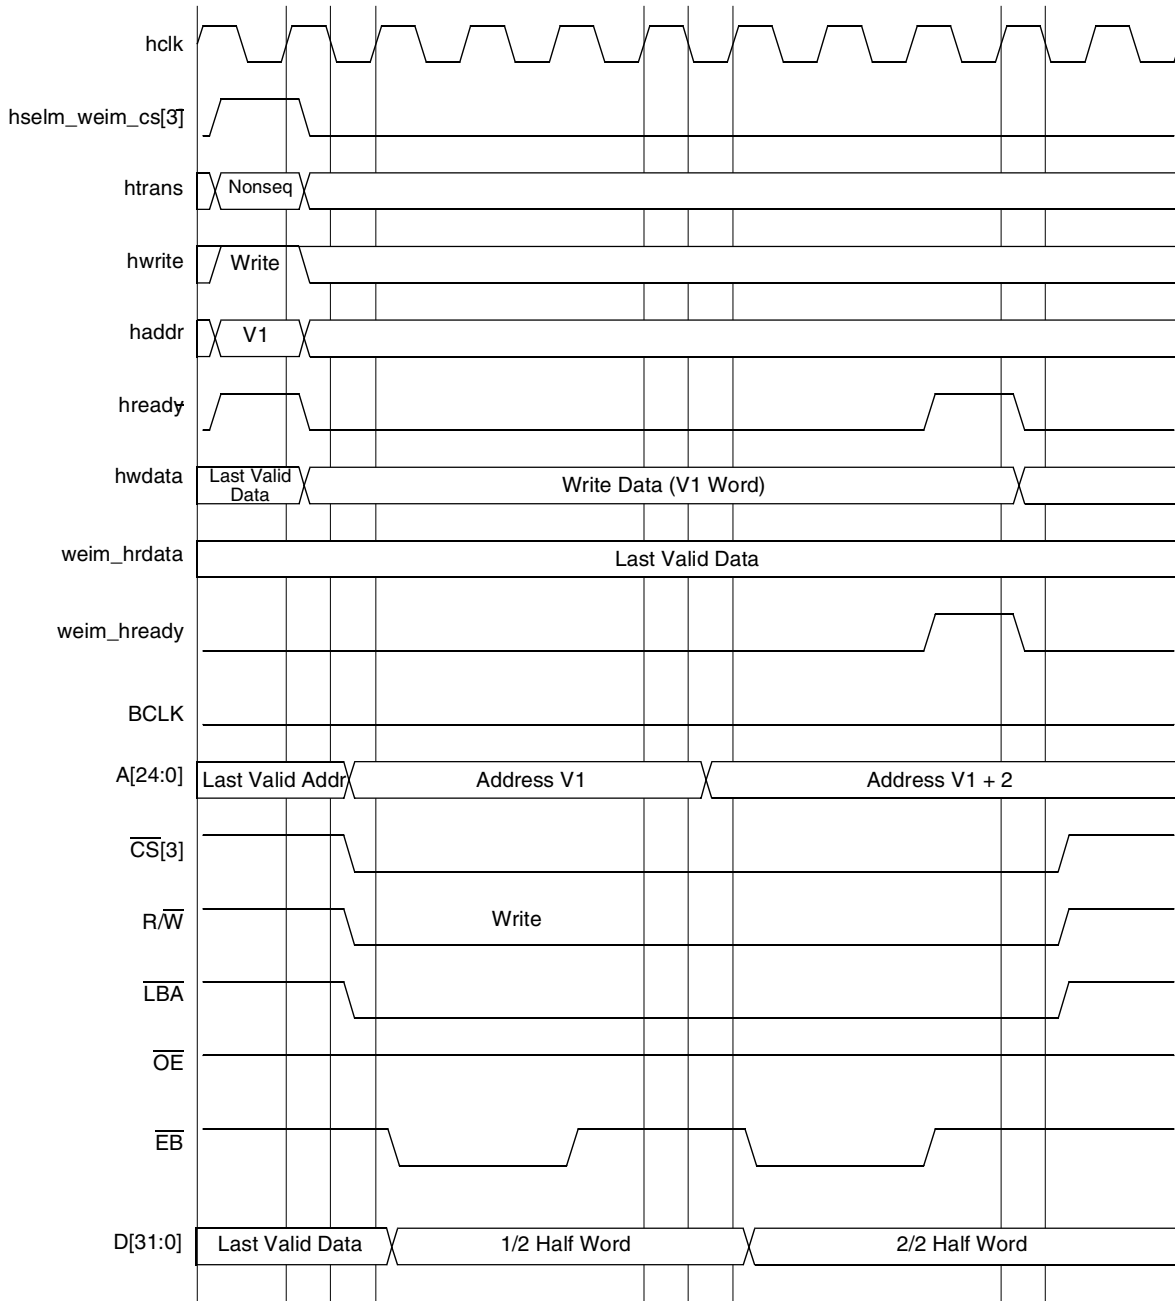 hclk
hselm_weim_cs[3]
htrans Nonseq
hwrite Write
haddr V1
hready
hwdata Last Valid Data Write Data (V1 Word)
weim_hrdata Last Valid Data
weim_hready
BCLK
A[24:0] Last Valid Addr Address V1 Address V1 + 2
CS[3]
R/W Write
LBA
OE
EB
D[31:0] Last Valid Data 1/2 Half Word 2/2 Half Word